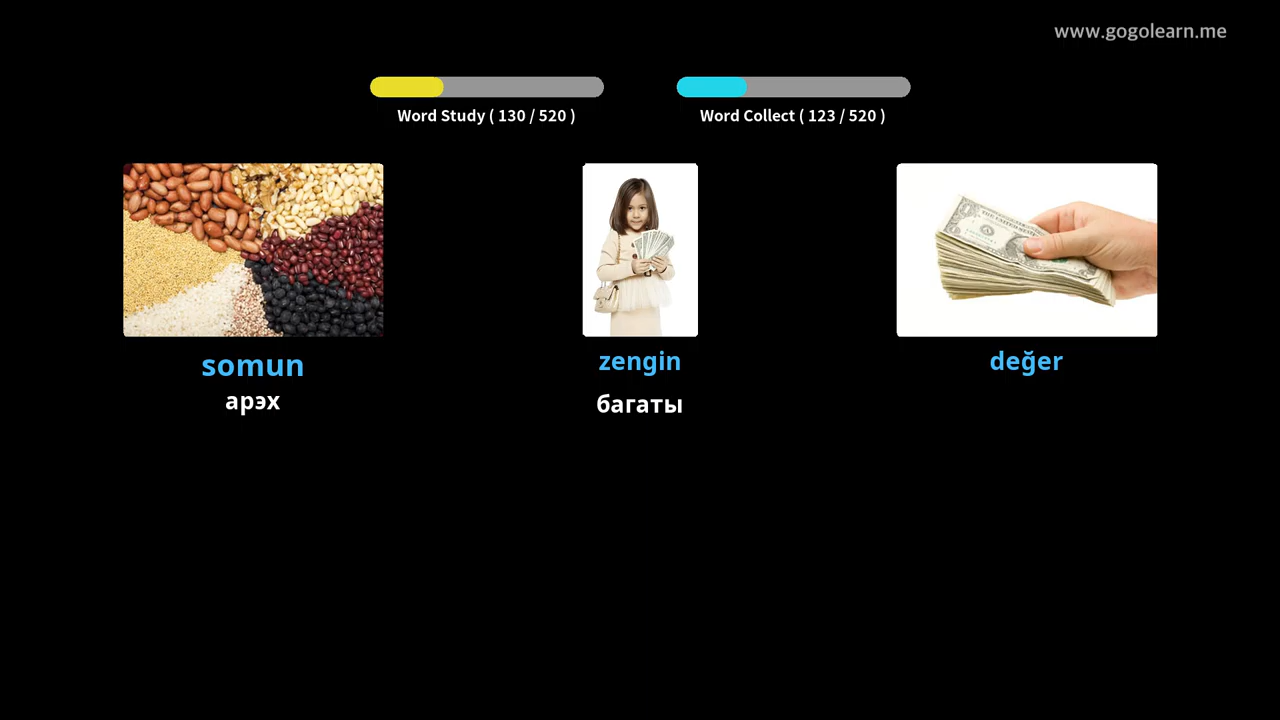 www.gogolearn.me
Word Study ( 130 / 520 )
Word Collect ( 123 / 520 )
somun
арэх
zengin
багаты
değer